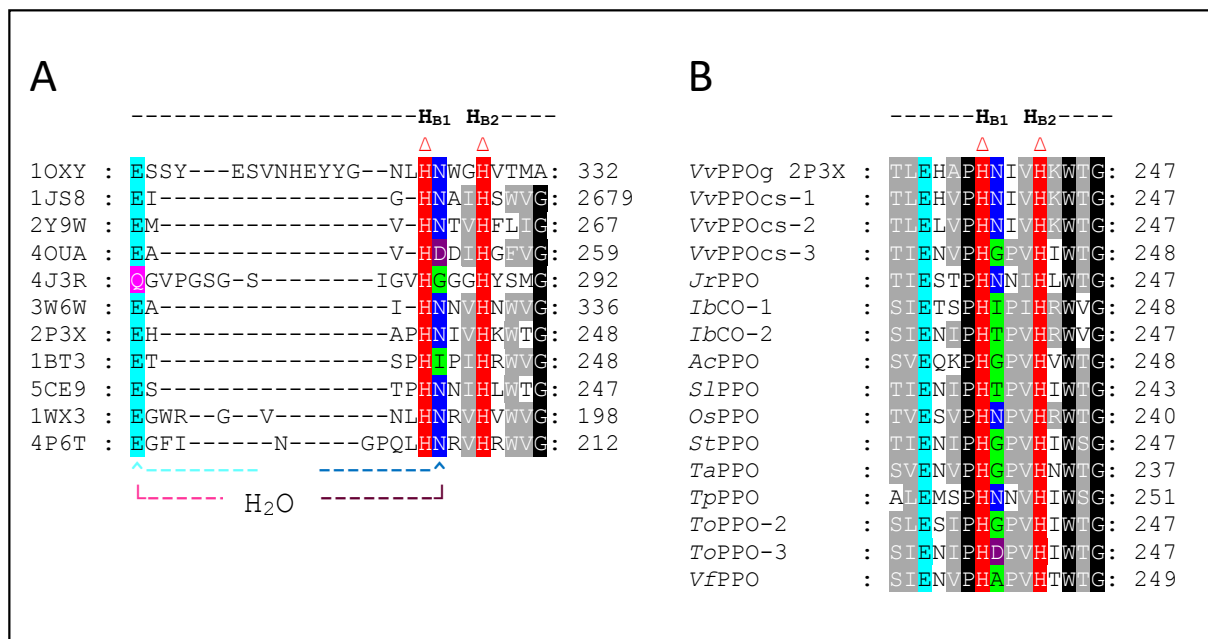 A
B
--------------------HB1 HB2----
------HB1 HB2----
1OXY : ESSY---ESVNHEYYG--NLHNWGHVTMA: 332
1JS8 : EI----------------G-HNAIHSWVG: 2679
2Y9W : EM----------------V-HNTVHFLIG: 267
4OUA : EA----------------V-HDDIHGFVG: 259
4J3R : QGVPGSG-S--------IGVHGGGHYSMG: 292
3W6W : EA----------------I-HNNVHNWVG: 336
2P3X : EH----------------APHNIVHKWTG: 248
1BT3 : ET----------------SPHIPIHRWVG: 248
5CE9 : ES----------------TPHNNIHLWTG: 247
1WX3 : EGWR--G--V--------NLHNRVHVWVG: 198
4P6T : EGFI------N-----GPQLHNRVHRWVG: 212
H2O
VvPPOg 2P3X : TLEHAPHNIVHKWTG: 247
VvPPOcs-1 : TLEHVPHNIVHKWTG: 247
VvPPOcs-2 : TLELVPHNIVHKWTG: 247
VvPPOcs-3 : TIENVPHGPVHIWTG: 248
JrPPO : TIESTPHNNIHLWTG: 247
IbCO-1 : SIETSPHIPIHRWVG: 248
IbCO-2 : SIENIPHTPVHRWVG: 247
AcPPO : SVEQKPHGPVHVWTG: 248
SlPPO : TIENIPHTPVHIWTG: 243
OsPPO : TVESVPHNPVHRWTG: 240
StPPO : TIENIPHGPVHIWSG: 247
TaPPO : SVENVPHGPVHNWTG: 237
TpPPO : ALEMSPHNNVHIWSG: 251
ToPPO-2 : SLESIPHGPVHIWTG: 247
ToPPO-3 : SIENIPHDPVHIWTG: 247
VfPPO : SIENVPHAPVHTWTG: 249